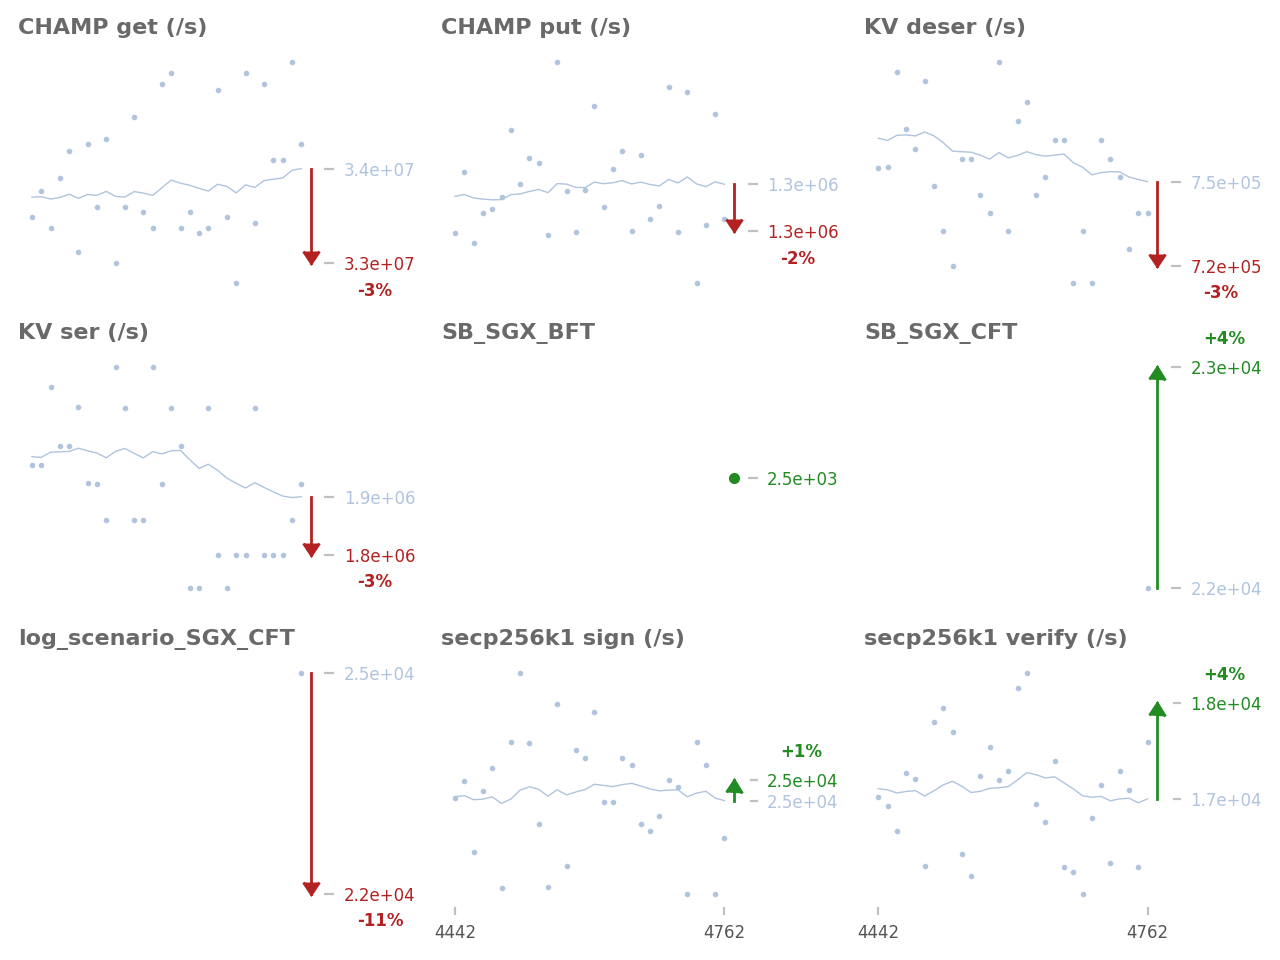 CHAMP get (/s)
3.4e+07
3.3e+07
-3%
CHAMP put (/s)
1.3e+06
1.3e+06
-2%
KV deser (/s)
7.5e+05
7.2e+05
-3%
KV ser (/s)
1.9e+06
1.8e+06
-3%
SB_SGX_BFT
2.5e+03
SB_SGX_CFT
+4%
2.3e+04
2.2e+04
log_scenario_SGX_CFT
2.5e+04
2.2e+04
-11%
secp256k1 sign (/s)
+1%
2.5e+04
2.5e+04
4442
4762
secp256k1 verify (/s)
+4%
1.8e+04
1.7e+04
4442
4762